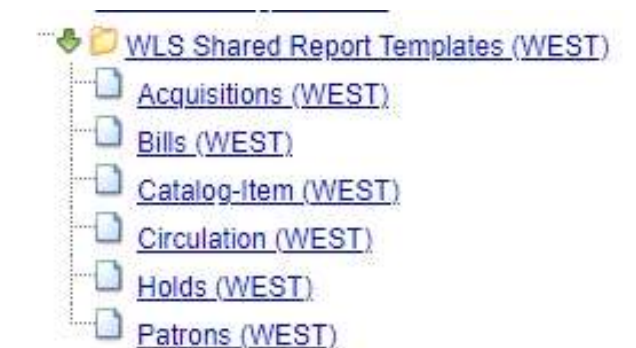 WLS Shared Report Templates (WEST)
Acquisitions (WEST)
Bills (WEST)
Catalog-Item (WEST)
Circulation (WEST)
Holds (WEST)
Patrons (WEST)